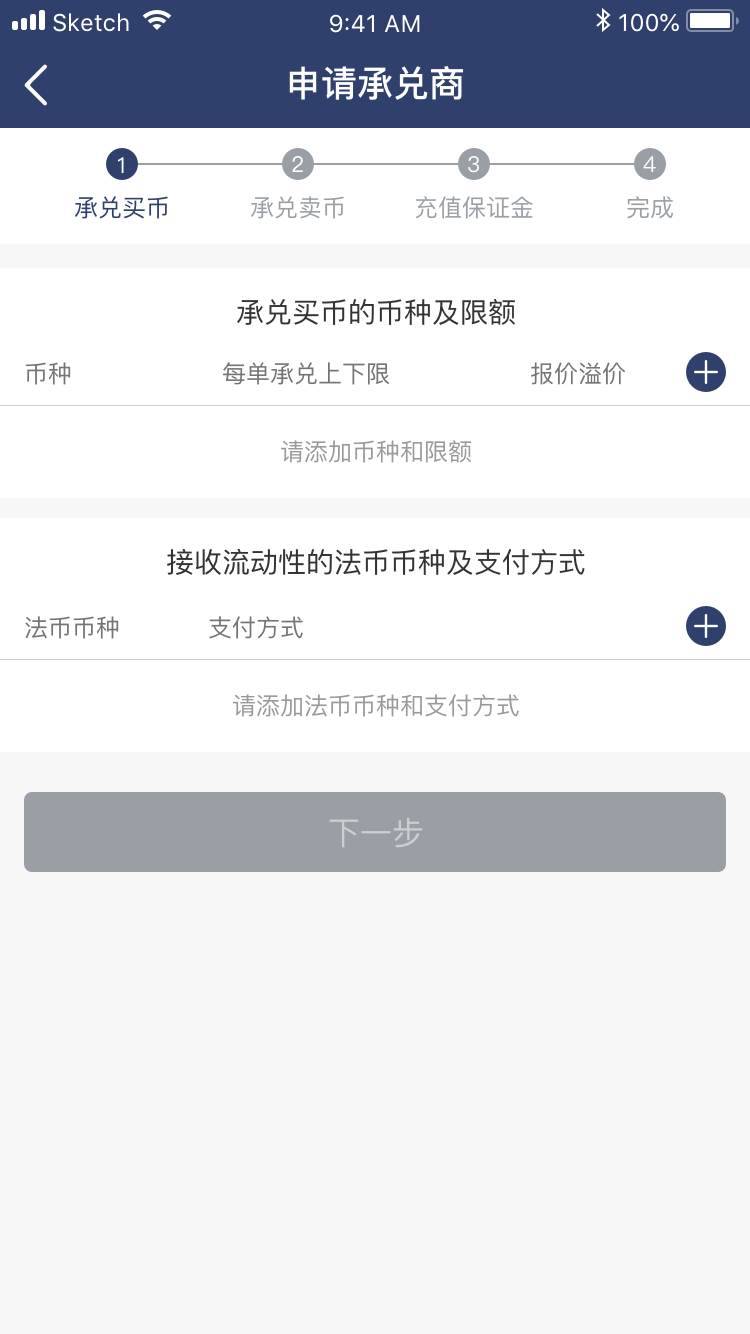 Sketch 9:41 AM 100%
申请承兑商
1 2 3 4
承兑买币 承兑卖币 充值保证金 完成
承兑买币的币种及限额
币种 每单承兑上下限 报价溢价
请添加币种和限额
接收流动性的法币币种及支付方式
法币币种 支付方式
请添加法币币种和支付方式
下一步